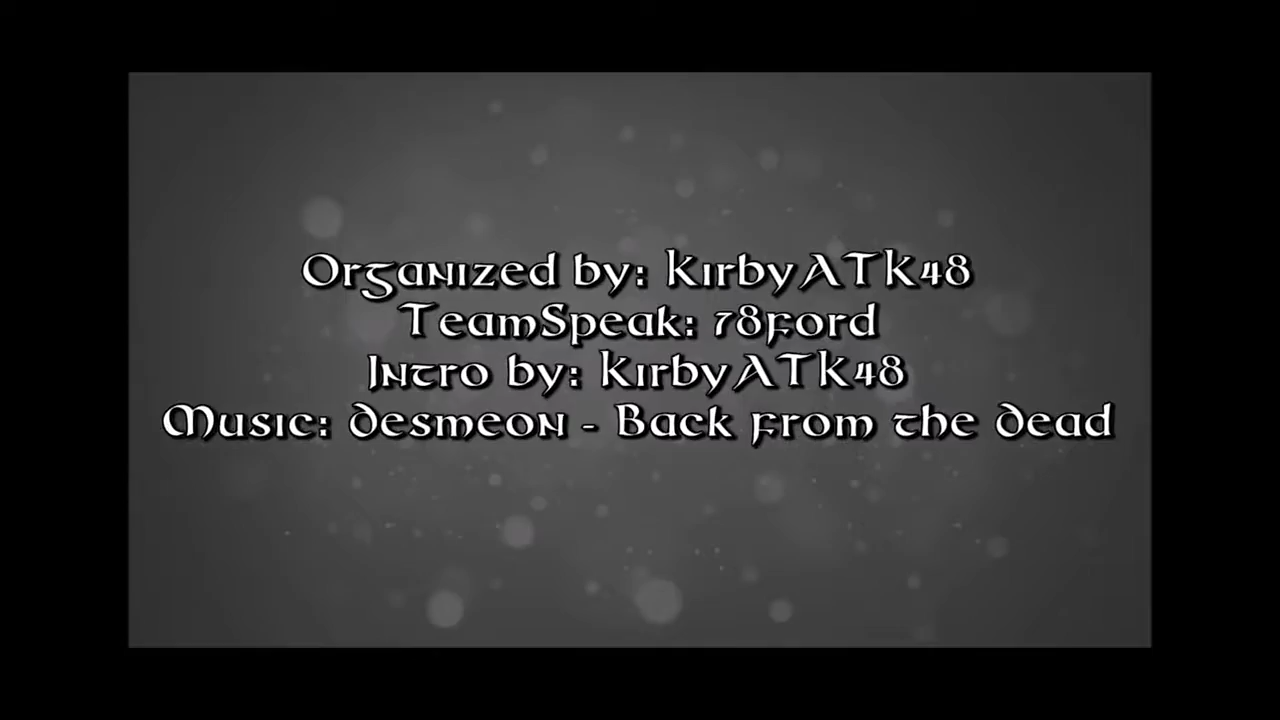 Organized by: KirbyATK48
TeamSpeak: 78Ford
Intro by: KirbyATK48
Music: Desmeon - Back from the Dead